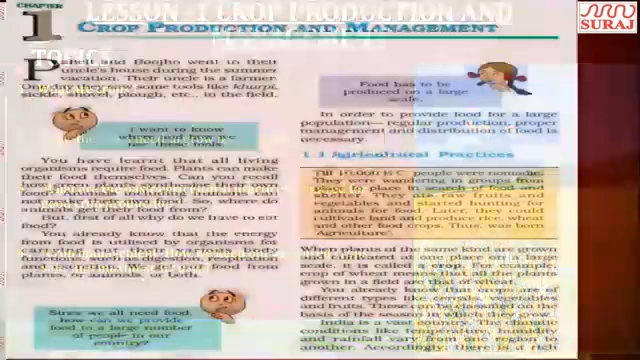 CHAPTER
1
LESSON - 1 CROP PRODUCTION AND
CROP PRODUCTION AND MANAGEMENT
TOPICS
SURAJ
Paheli and Boojho went to their
uncle's house during the summer
vacation. Their uncle is a farmer.
One day they saw some tools like khurpi,
sickle, shovel, plough, etc., in the field.
I want to know
where and how we
use these tools.
You have learnt that all living
organisms require food. Plants can make
their food themselves. Can you recall
how green plants synthesise their own
food? Animals including humans can
not make their own food. So, where do
animals get their food from?
But, first of all why do we have to eat
food?
You already know that the energy
from food is utilised by organisms for
carrying out their various body
functions, such as digestion, respiration
and excretion. We get our food from
plants, or animals, or both.
Since we all need food,
how can we provide
food to a large number
of people in our
country?
Food has to be
produced on a large
scale.
In order to provide food for a large
population— regular production, proper
management and distribution of food is
necessary.
1.1 Agricultural Practices
Till 10,000 B.C. people were nomadic.
They were wandering in groups from
place to place in search of food and
shelter. They ate raw fruits and
vegetables and started hunting for
animals for food. Later, they could
cultivate land and produce rice, wheat
and other food crops. Thus, was born
'Agriculture'.
When plants of the same kind are grown
and cultivated at one place on a large
scale, it is called a crop. For example,
crop of wheat means that all the plants
grown in a field are that of wheat.
You already know that crops are of
different types like cereals, vegetables
and fruits. These can be classified on the
basis of the season in which they grow.
India is a vast country. The climatic
conditions like temperature, humidity
and rainfall vary from one region to
another. Accordingly, there is a rich